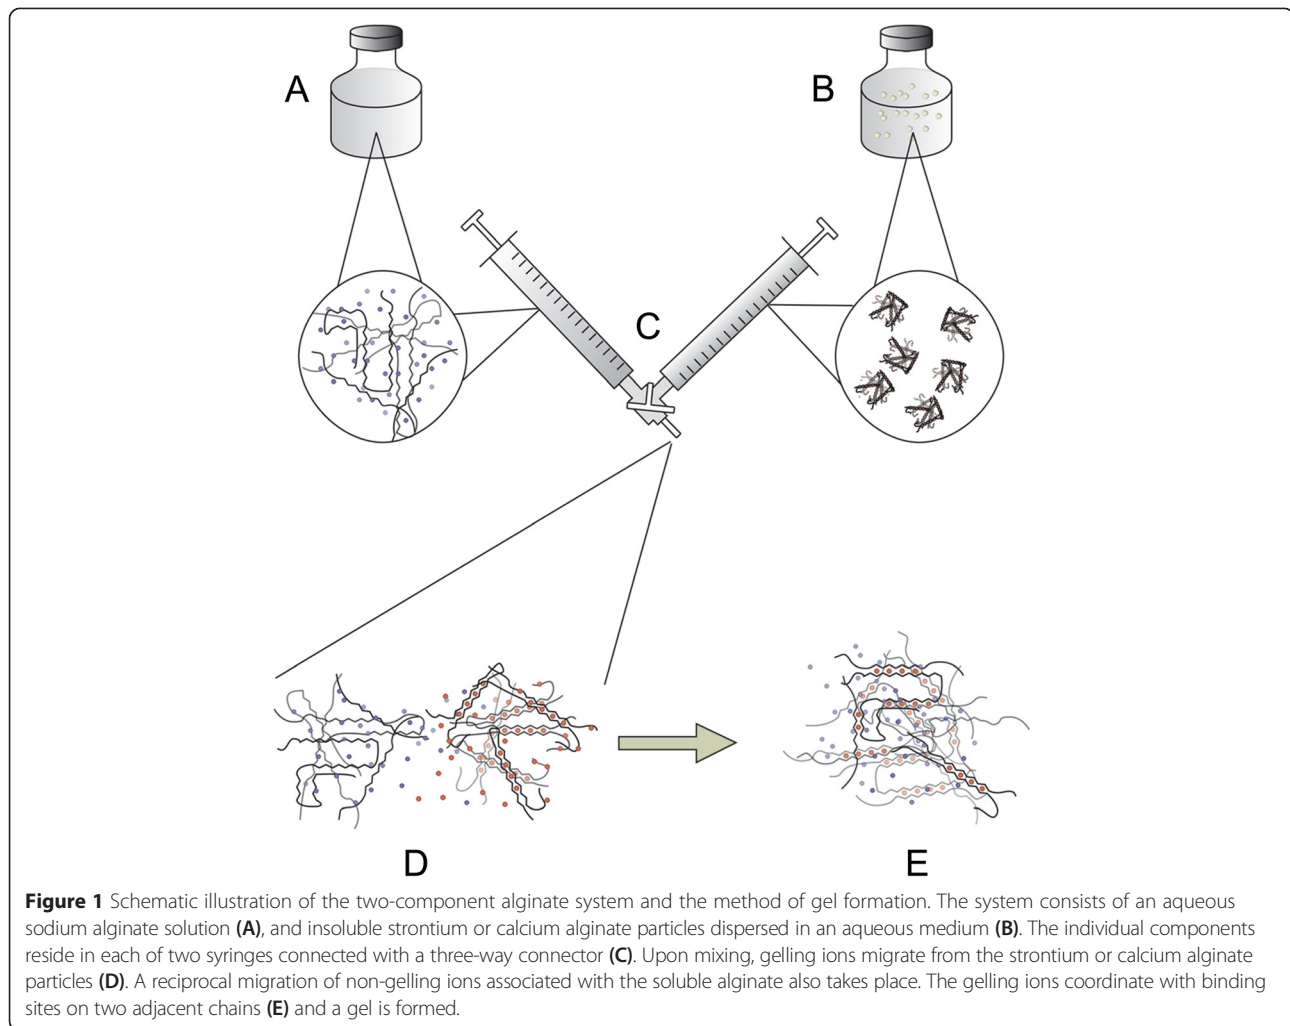 A
B
C
D
E
Figure 1 Schematic illustration of the two-component alginate system and the method of gel formation. The system consists of an aqueous
sodium alginate solution (A), and insoluble strontium or calcium alginate particles dispersed in an aqueous medium (B). The individual components
reside in each of two syringes connected with a three-way connector (C). Upon mixing, gelling ions migrate from the strontium or calcium alginate
particles (D). A reciprocal migration of non-gelling ions associated with the soluble alginate also takes place. The gelling ions coordinate with binding
sites on two adjacent chains (E) and a gel is formed.